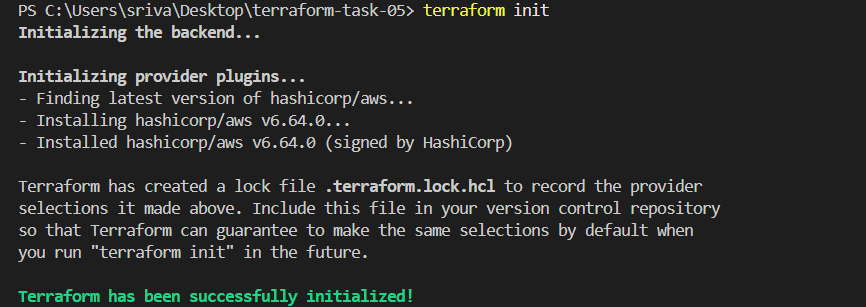 PS C:\Users\sriva\Desktop\terraform-task-05> terraform init
Initializing the backend...
Initializing provider plugins...
- Finding latest version of hashicorp/aws...
- Installing hashicorp/aws v6.64.0...
- Installed hashicorp/aws v6.64.0 (signed by HashiCorp)
Terraform has created a lock file .terraform.lock.hcl to record the provider
selections it made above. Include this file in your version control repository
so that Terraform can guarantee to make the same selections by default when
you run "terraform init" in the future.
Terraform has been successfully initialized!